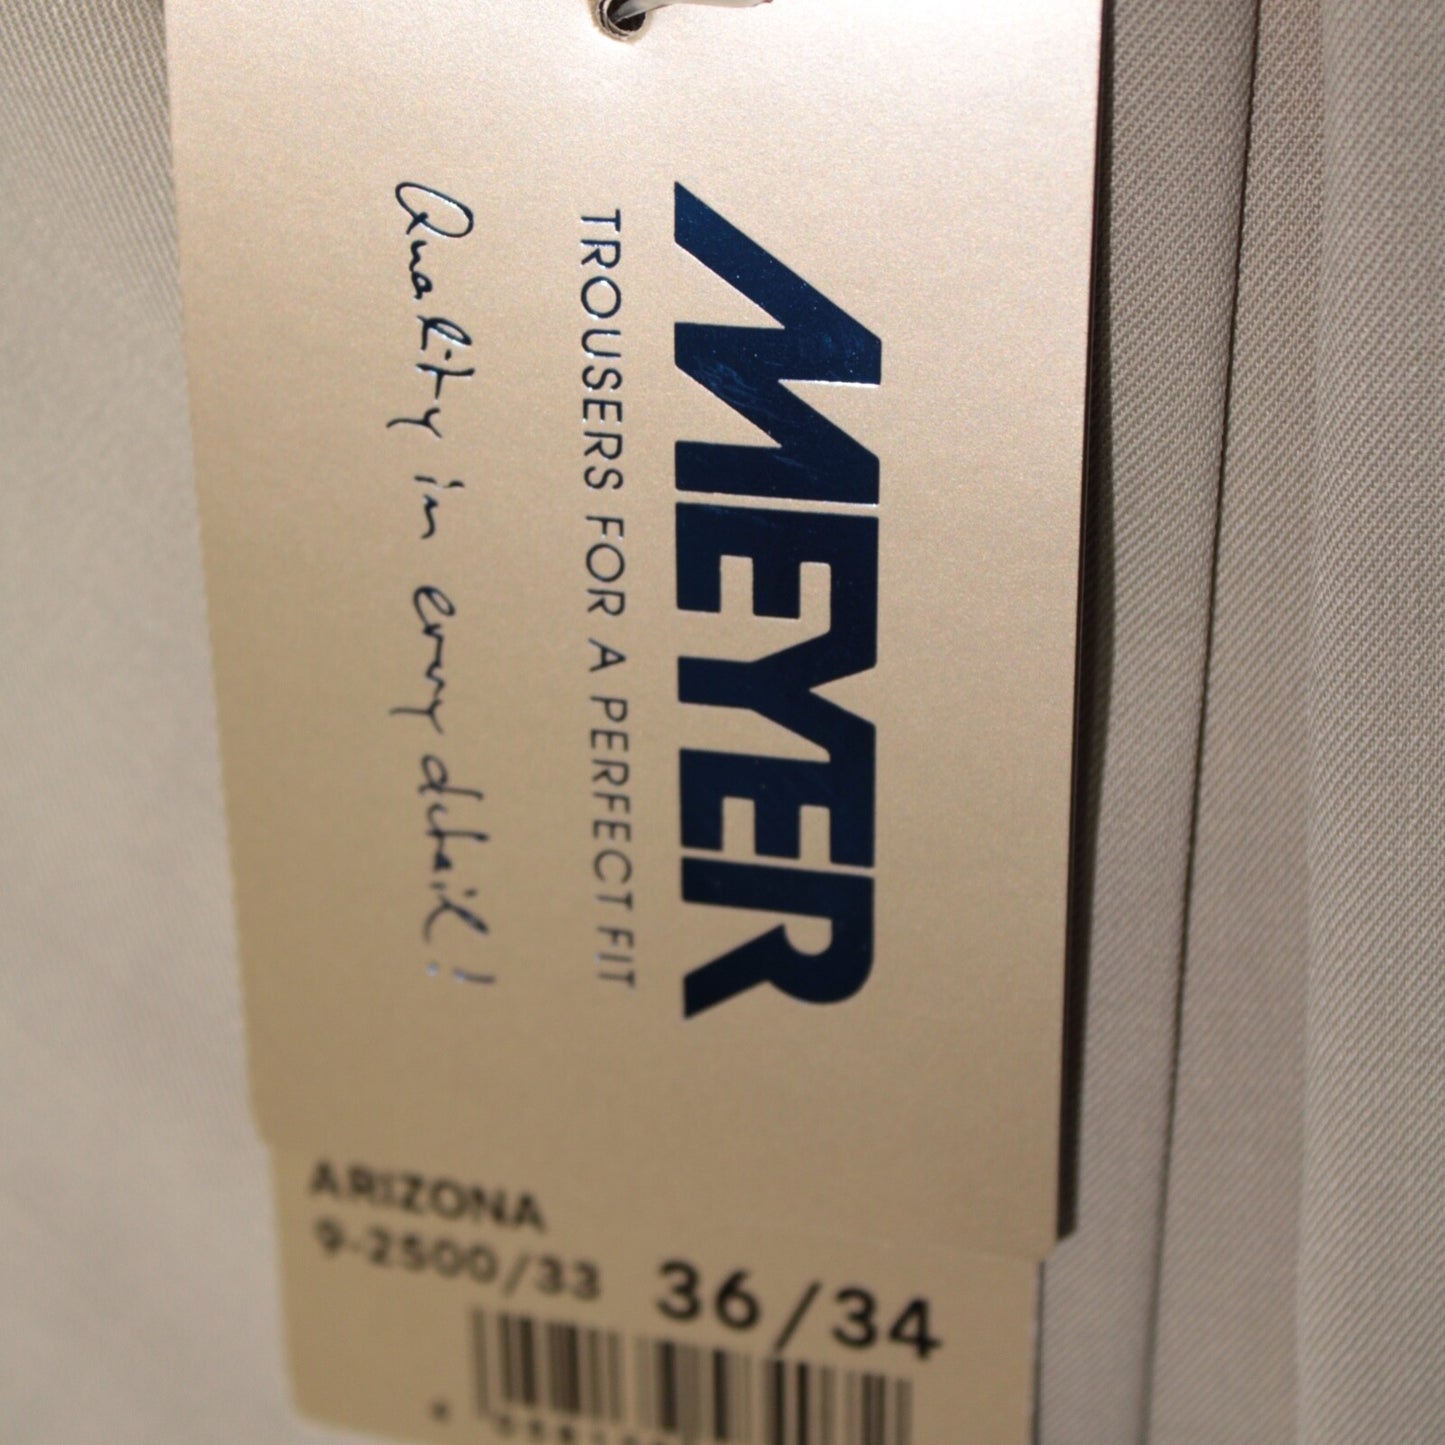 MEYER
TROUSERS FOR A PERFECT FIT
Quality in every detail!
ARIZONA
9-2500/33 36/34